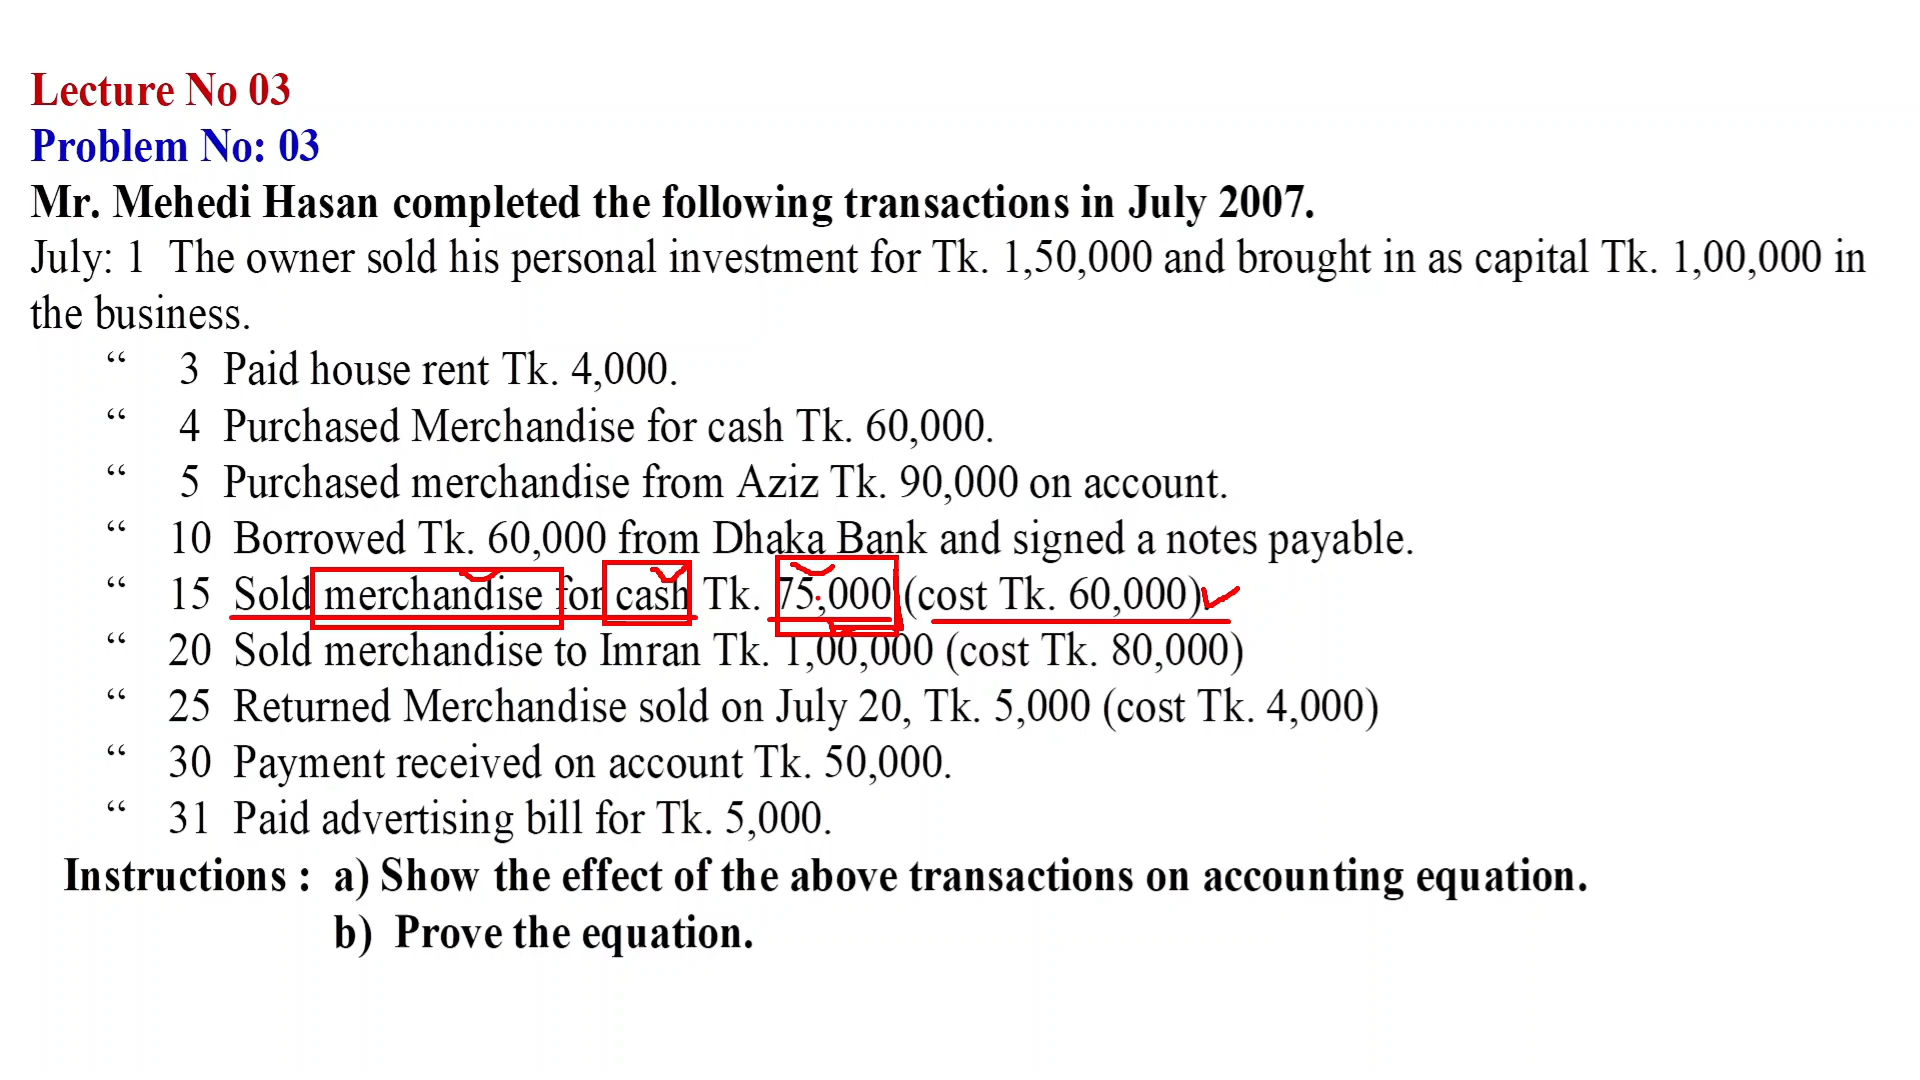 Lecture No 03
Problem No: 03
Mr. Mehedi Hasan completed the following transactions in July 2007.
July: 1 The owner sold his personal investment for Tk. 1,50,000 and brought in as capital Tk. 1,00,000 in
the business.
“ 3 Paid house rent Tk. 4,000.
“ 4 Purchased Merchandise for cash Tk. 60,000.
“ 5 Purchased merchandise from Aziz Tk. 90,000 on account.
“ 10 Borrowed Tk. 60,000 from Dhaka Bank and signed a notes payable.
“ 15 Sold merchandise for cash Tk. 75,000 (cost Tk. 60,000).
“ 20 Sold merchandise to Imran Tk. 1,00,000 (cost Tk. 80,000)
“ 25 Returned Merchandise sold on July 20, Tk. 5,000 (cost Tk. 4,000)
“ 30 Payment received on account Tk. 50,000.
“ 31 Paid advertising bill for Tk. 5,000.
Instructions : a) Show the effect of the above transactions on accounting equation.
b) Prove the equation.